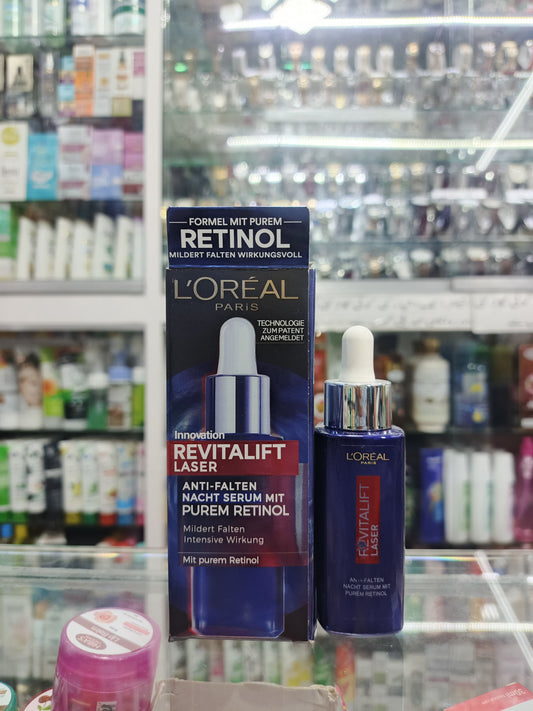 FORMEL MIT PUREM
RETINOL
MILDERT FALTEN WIRKUNGSVOLL
L'ORÉAL
PARIS
TECHNOLOGIE
ZUM PATENT
ANGEMELDET
Innovation
REVITALIFT
LASER
ANTI-FALTEN
NACHT SERUM MIT
PUREM RETINOL
Mildert Falten
Intensive Wirkung
Mit purem Retinol
L'ORÉAL
PARIS
REVITALIFT
LASER
ANTI-FALTEN
NACHT SERUM MIT
PUREM RETINOL